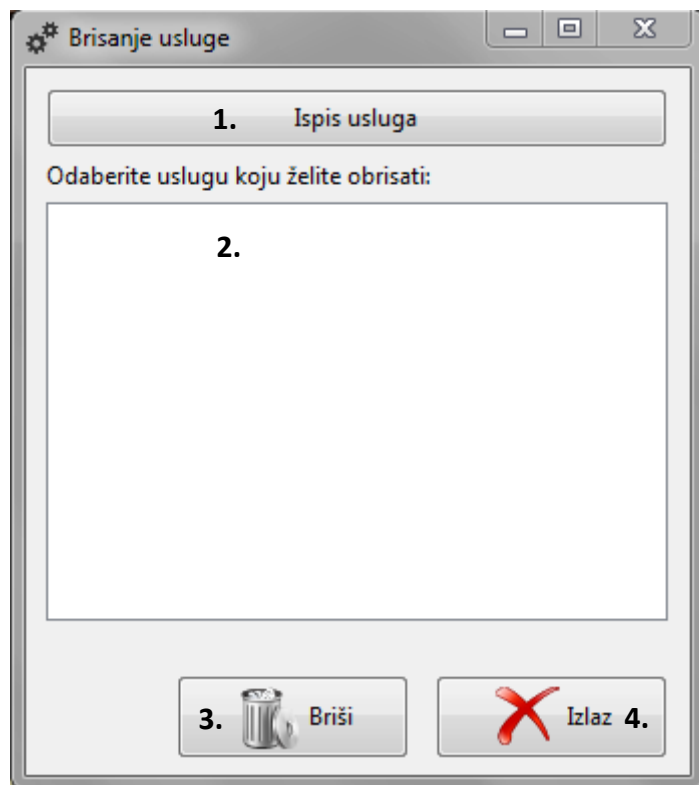 Brisanje usluge
1. Ispis usluga
Odaberite uslugu koju želite obrisati:
2.
3. Briši
Izlaz 4.